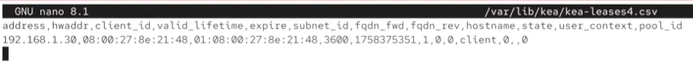 GNU nano 8.1 /var/lib/kea/kea-leases4.csv
address,hwaddr,client_id,valid_lifetime,expire,subnet_id,fqdn_fwd,fqdn_rev,hostname,state,user_context,pool_id
192.168.1.30,08:00:27:8e:21:48,01:08:00:27:8e:21:48,3600,1758375351,1,0,0,client,0,,0